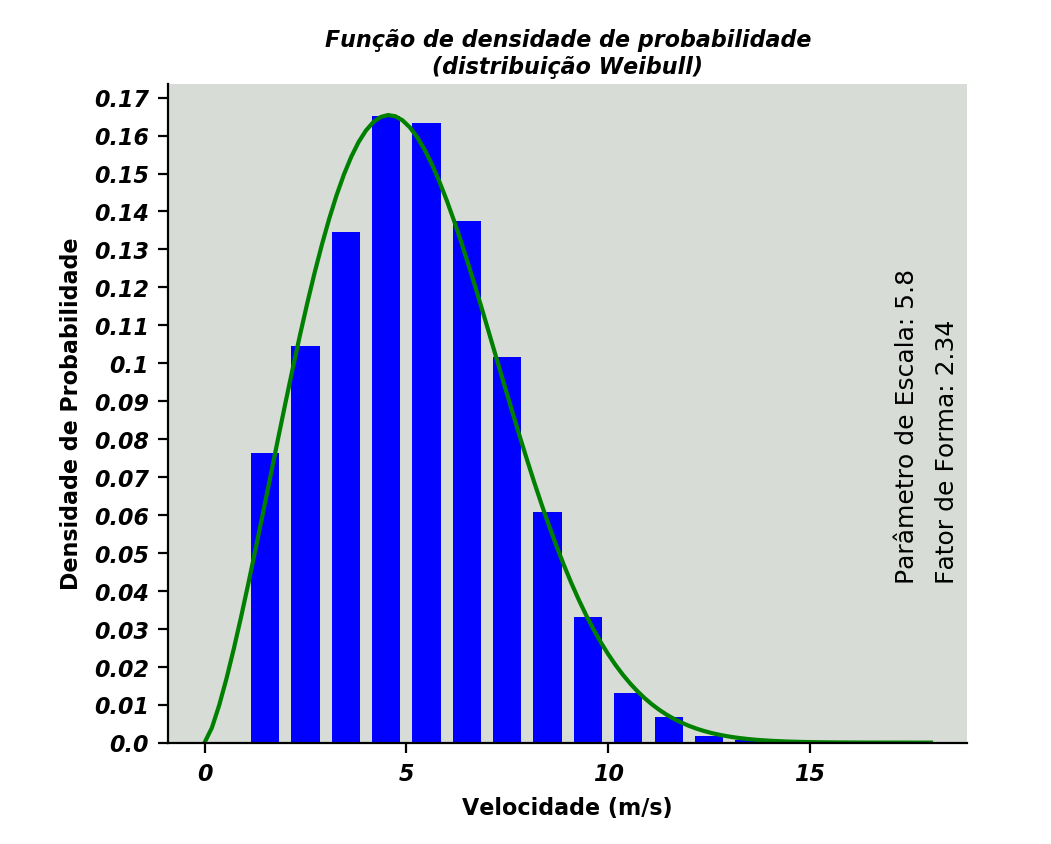 Função de densidade de probabilidade
(distribuição Weibull)
Densidade de Probabilidade
0.17
0.16
0.15
0.14
0.13
0.12
0.11
0.1
0.09
0.08
0.07
0.06
0.05
0.04
0.03
0.02
0.01
0.0
0 5 10 15
Velocidade (m/s)
Parâmetro de Escala: 5.8
Fator de Forma: 2.34